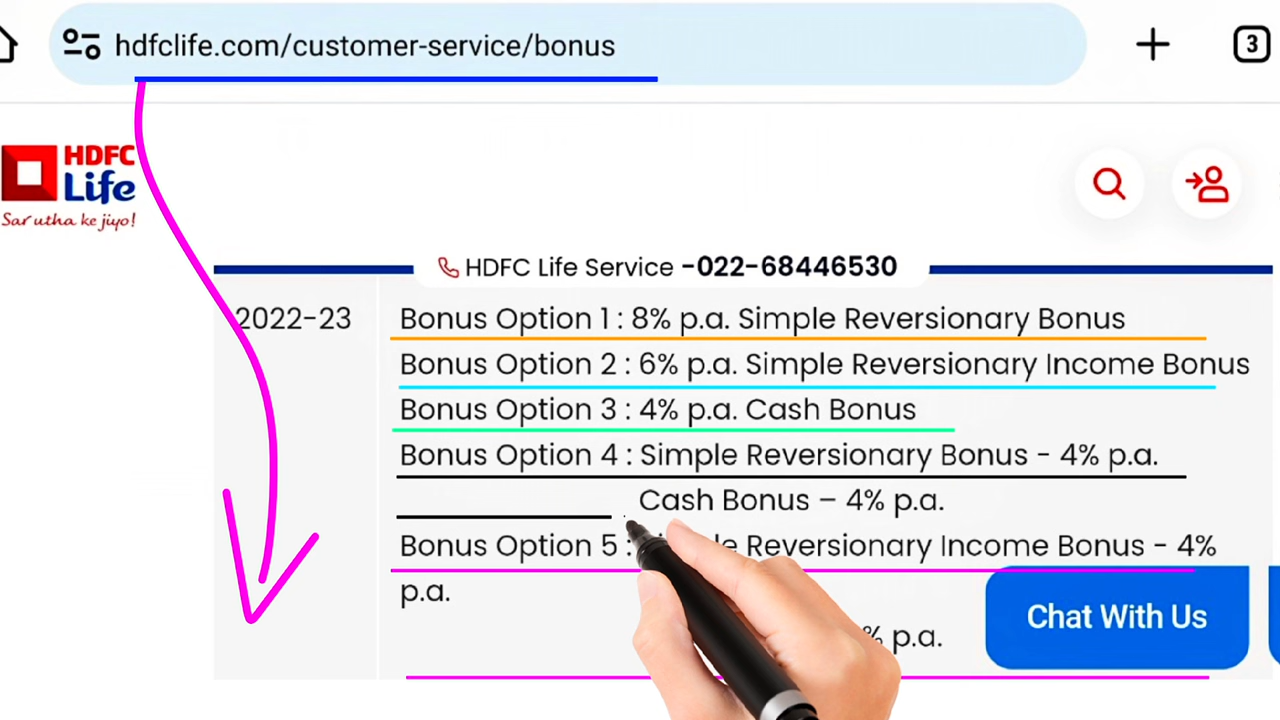 hdfclife.com/customer-service/bonus
3
HDFC
Life
Sar utha ke jiyo!
HDFC Life Service -022-68446530
2022-23
Bonus Option 1 : 8% p.a. Simple Reversionary Bonus
Bonus Option 2 : 6% p.a. Simple Reversionary Income Bonus
Bonus Option 3 : 4% p.a. Cash Bonus
Bonus Option 4 : Simple Reversionary Bonus - 4% p.a.
Cash Bonus – 4% p.a.
Bonus Option 5 : Reversionary Income Bonus - 4%
p.a.
% p.a.
Chat With Us